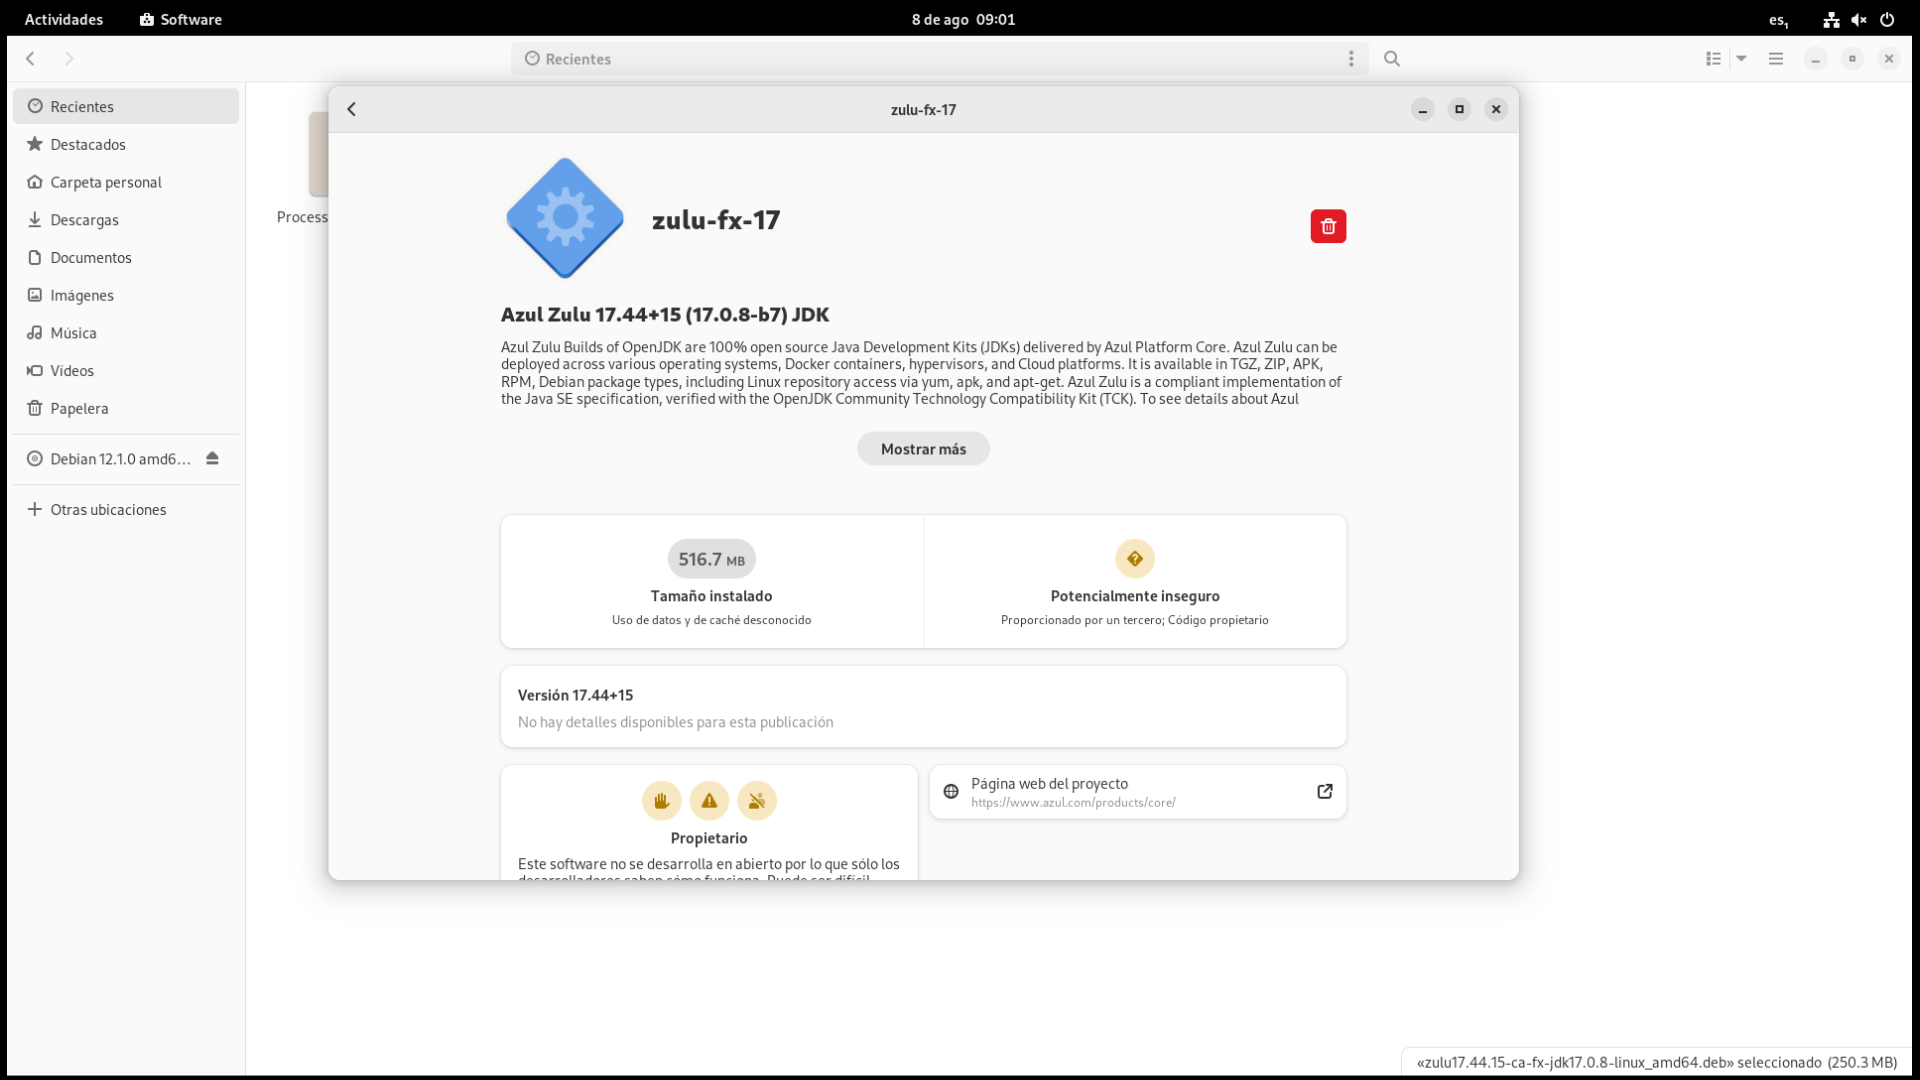 Actividades
Software
8 de ago 09:01
es₁
Recientes
Recientes
Destacados
Carpeta personal
Descargas
Documentos
Imágenes
Música
Vídeos
Papelera
Debian 12.1.0 amd6...
Otras ubicaciones
Process
zulu-fx-17
zulu-fx-17
Azul Zulu 17.44+15 (17.0.8-b7) JDK
Azul Zulu Builds of OpenJDK are 100% open source Java Development Kits (JDKs) delivered by Azul Platform Core. Azul Zulu can be
deployed across various operating systems, Docker containers, hypervisors, and Cloud platforms. It is available in TGZ, ZIP, APK,
RPM, Debian package types, including Linux repository access via yum, apk, and apt-get. Azul Zulu is a compliant implementation of
the Java SE specification, verified with the OpenJDK Community Technology Compatibility Kit (TCK). To see details about Azul
Mostrar más
516.7 MB
Tamaño instalado
Uso de datos y de caché desconocido
Potencialmente inseguro
Proporcionado por un tercero; Código propietario
Versión 17.44+15
No hay detalles disponibles para esta publicación
Propietario
Este software no se desarrolla en abierto por lo que sólo los
desarrolladores saben cómo funciona. Puede ser difícil
Página web del proyecto
https://www.azul.com/products/core/
«zulu17.44.15-ca-fx-jdk17.0.8-linux_amd64.deb» seleccionado (250.3 MB)